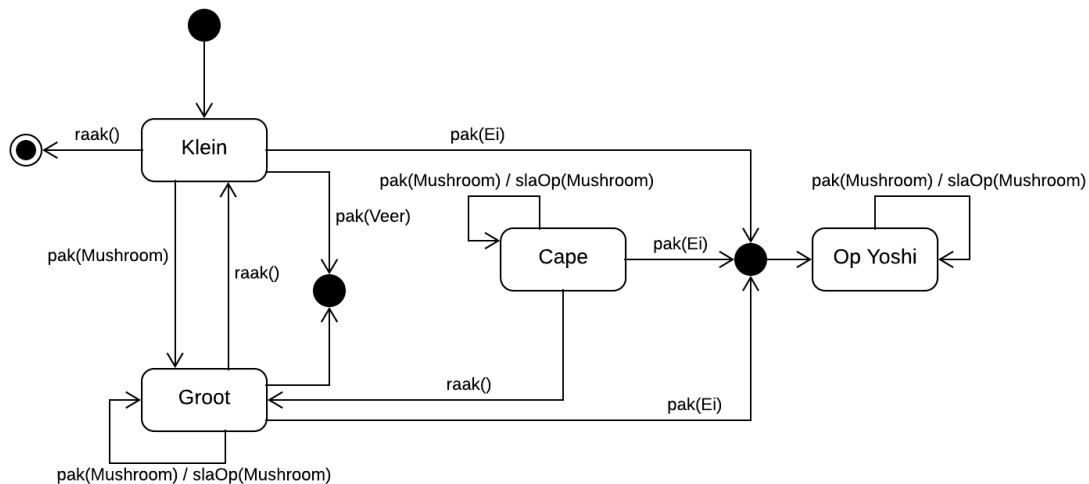 raak()
Klein
pak(Ei)
pak(Mushroom) / slaOp(Mushroom)
pak(Mushroom) / slaOp(Mushroom)
pak(Veer)
pak(Mushroom)
raak()
Cape
pak(Ei)
Op Yoshi
Groot
raak()
pak(Ei)
pak(Mushroom) / slaOp(Mushroom)